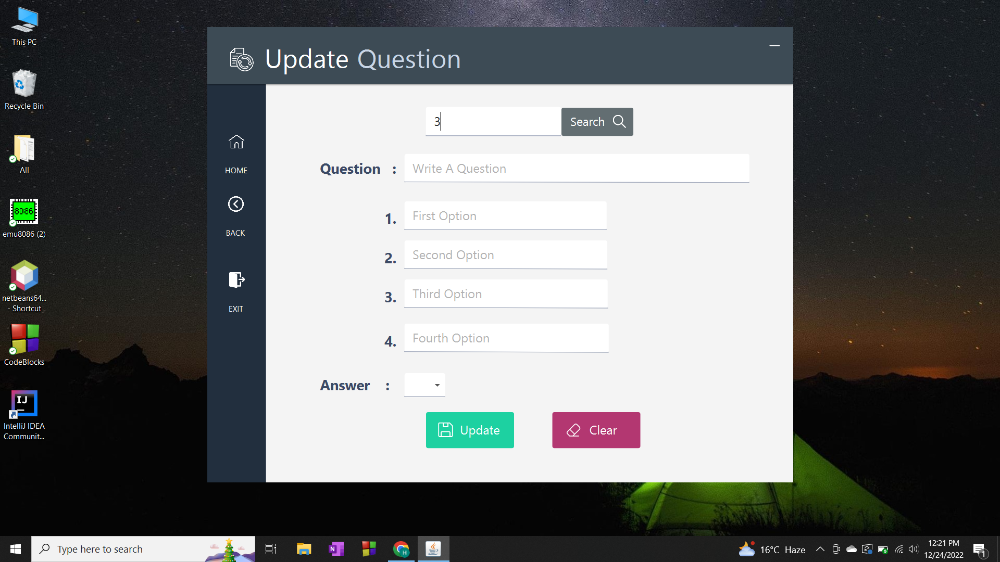 This PC
Recycle Bin
All
8086
emu8086 (2)
netbeans64...
- Shortcut
CodeBlocks
IJ
IntelliJ IDEA
Communit...
Update Question
HOME
BACK
EXIT
3
Search
Question :
Write A Question
1.
First Option
2.
Second Option
3.
Third Option
4.
Fourth Option
Answer :
Update
Clear
Type here to search
N
H
16°C Haze
12:21 PM
12/24/2022
1